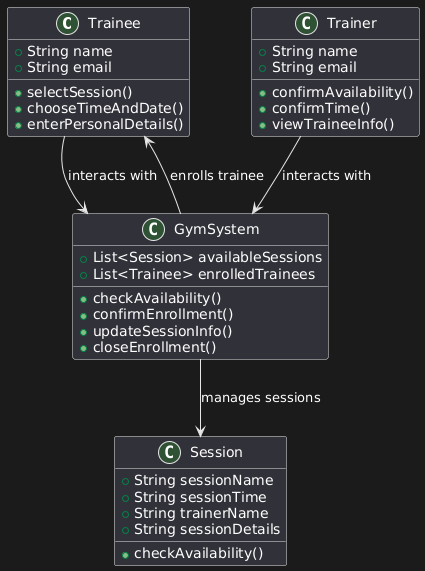 C Trainee
String name
String email
selectSession()
chooseTimeAndDate()
enterPersonalDetails()
C Trainer
String name
String email
confirmAvailability()
confirmTime()
viewTraineeInfo()
interacts with
enrolls trainee
interacts with
C GymSystem
List<Session> availableSessions
List<Trainee> enrolledTrainees
checkAvailability()
confirmEnrollment()
updateSessionInfo()
closeEnrollment()
manages sessions
C Session
String sessionName
String sessionTime
String trainerName
String sessionDetails
checkAvailability()